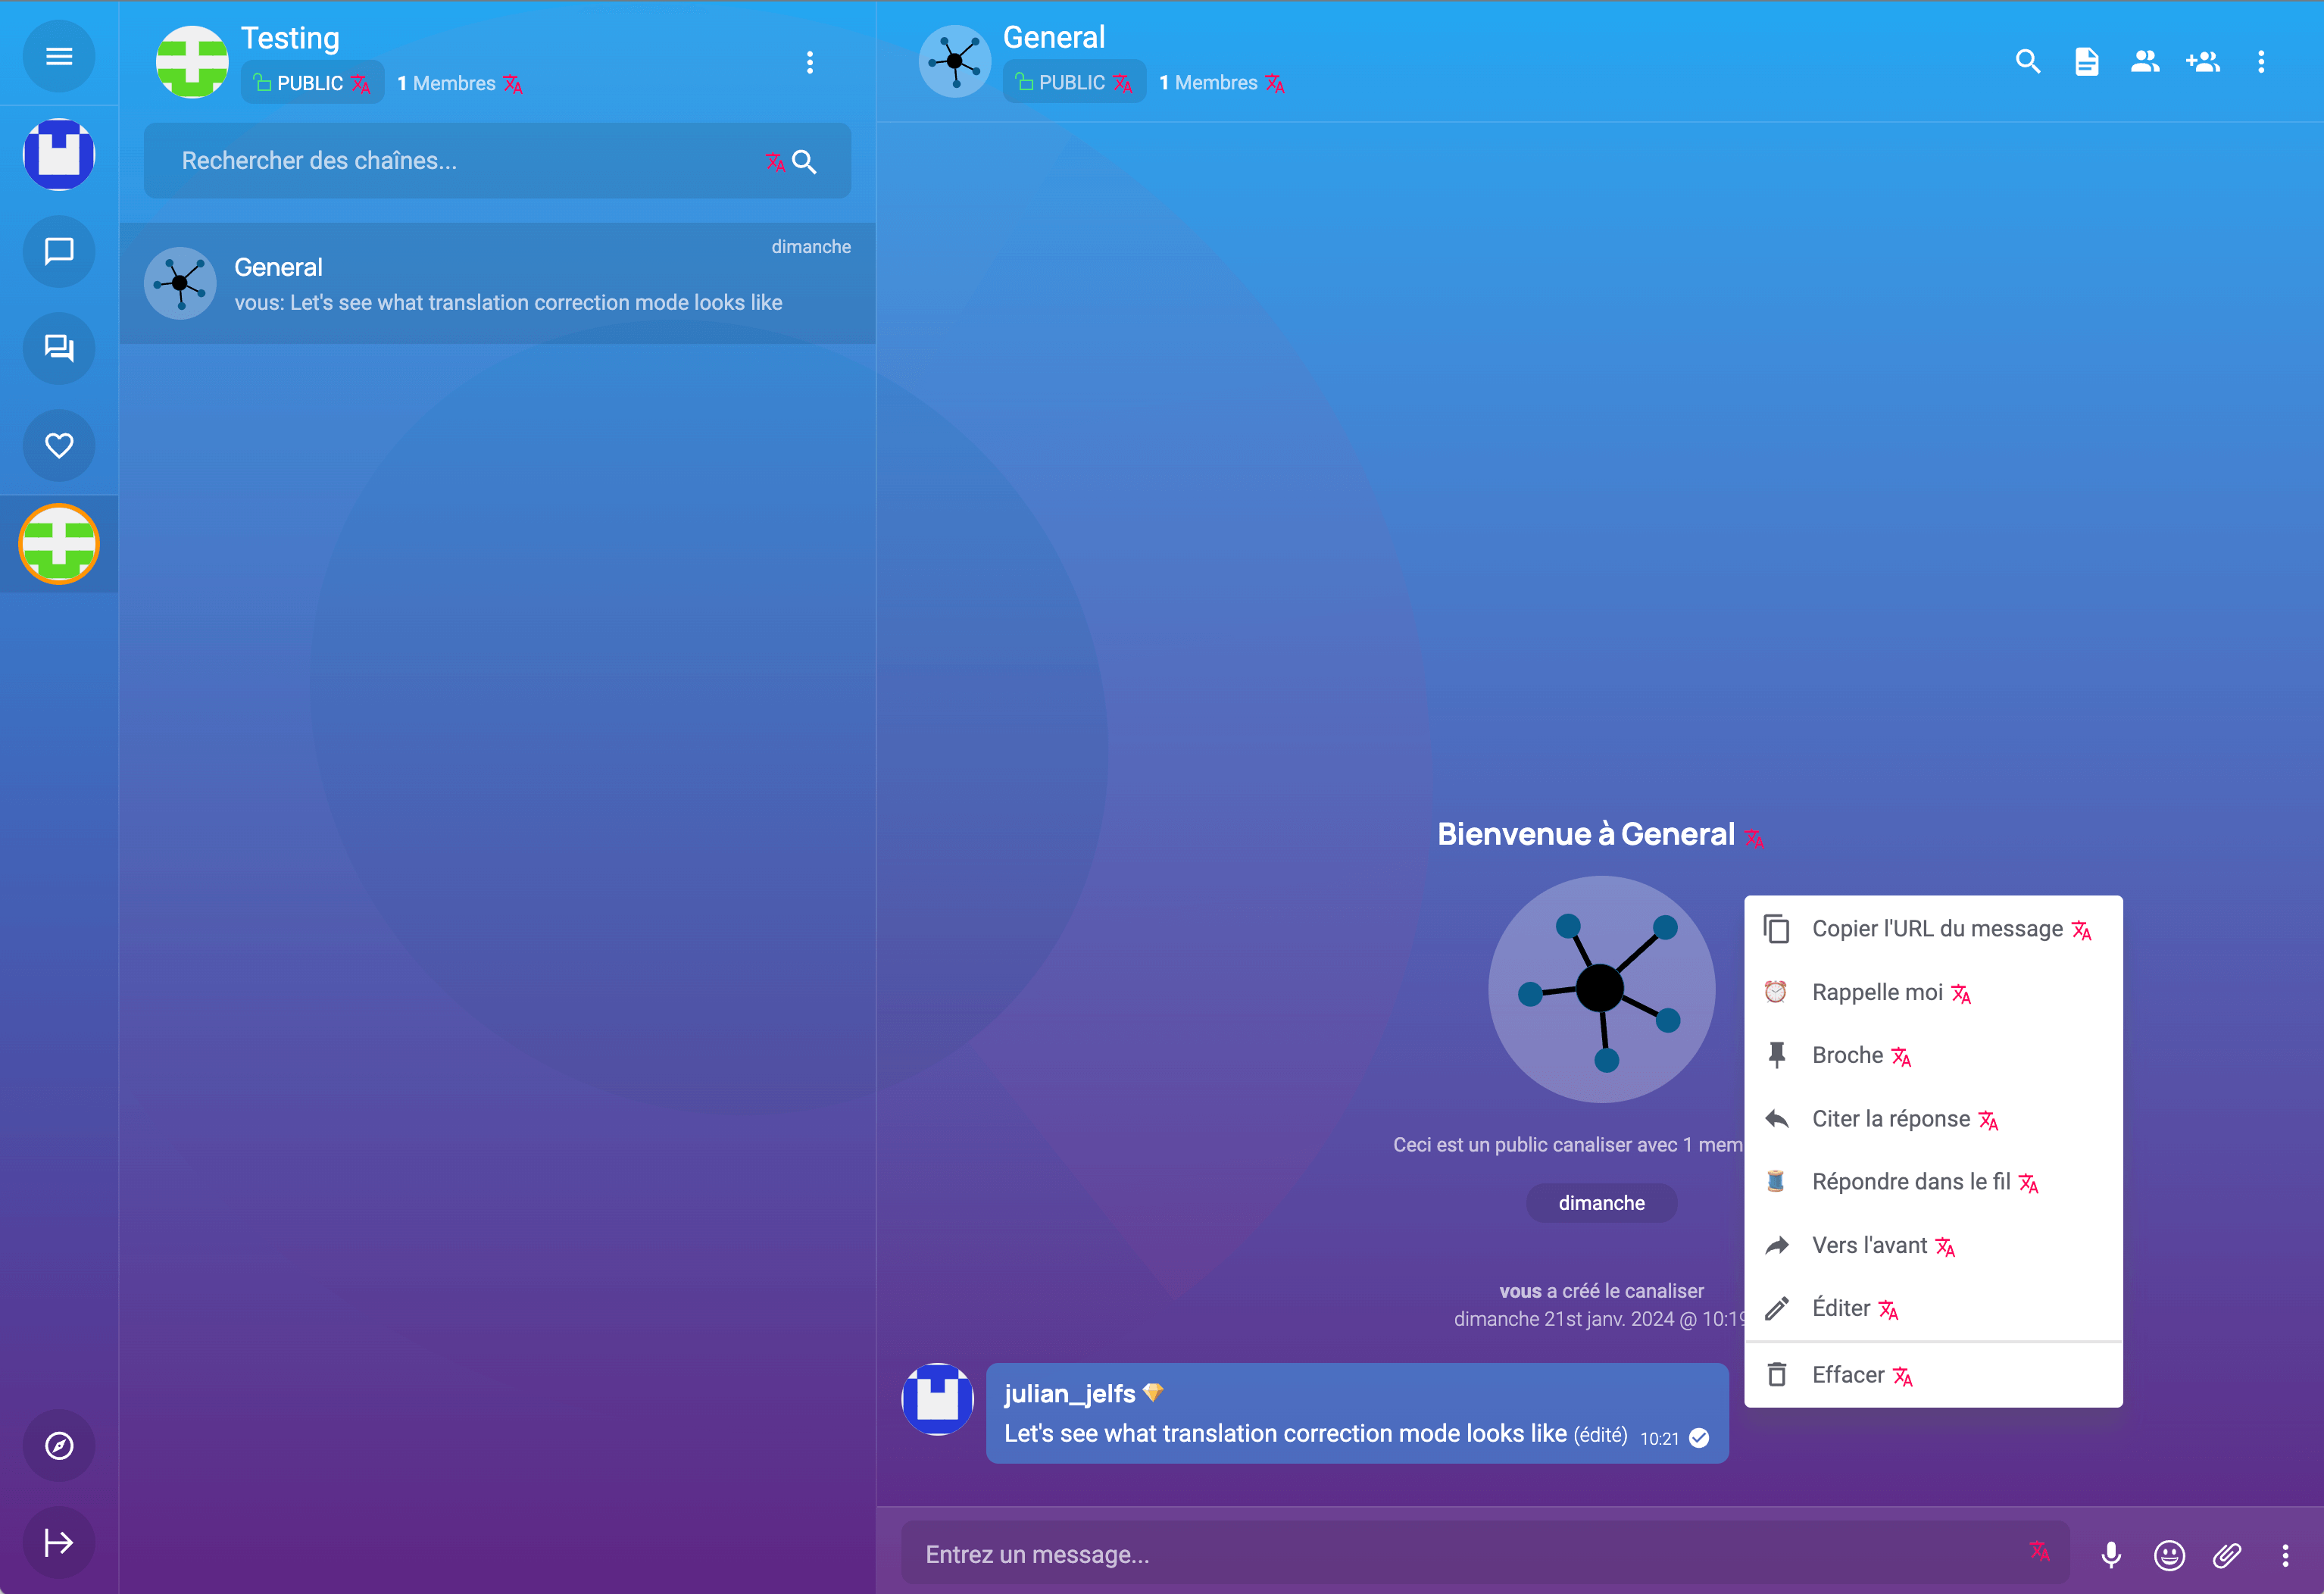 Testing
PUBLIC
1 Membres
Rechercher des chaînes...
General
dimanche
vous: Let's see what translation correction mode looks like
General
PUBLIC
1 Membres
Bienvenue à General
Ceci est un public canaliser avec 1 mem
dimanche
vous a créé le canaliser
dimanche 21st janv. 2024 @ 10:19
julian_jelfs
Let's see what translation correction mode looks like (édité) 10:21
Copier l'URL du message
Rappelle moi
Broche
Citer la réponse
Répondre dans le fil
Vers l'avant
Éditer
Effacer
Entrez un message...